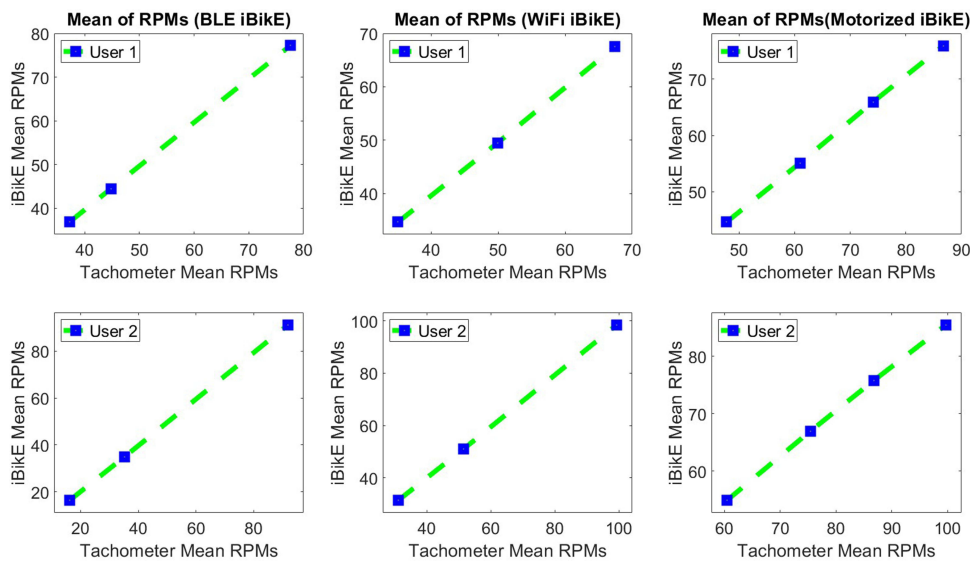 Mean of RPMs (BLE iBikE)
User 1
iBikE Mean RPMs
80
70
60
50
40
40 50 60 70 80
Tachometer Mean RPMs
Mean of RPMs (WiFi iBikE)
User 1
iBikE Mean RPMs
70
60
50
40
40 50 60 70
Tachometer Mean RPMs
Mean of RPMs(Motorized iBikE)
User 1
iBikE Mean RPMs
70
60
50
50 60 70 80 90
Tachometer Mean RPMs
User 2
iBikE Mean RPMs
80
60
40
20
20 40 60 80
Tachometer Mean RPMs
User 2
iBikE Mean RPMs
100
80
60
40
40 60 80 100
Tachometer Mean RPMs
User 2
iBikE Mean RPMs
80
70
60
60 70 80 90 100
Tachometer Mean RPMs